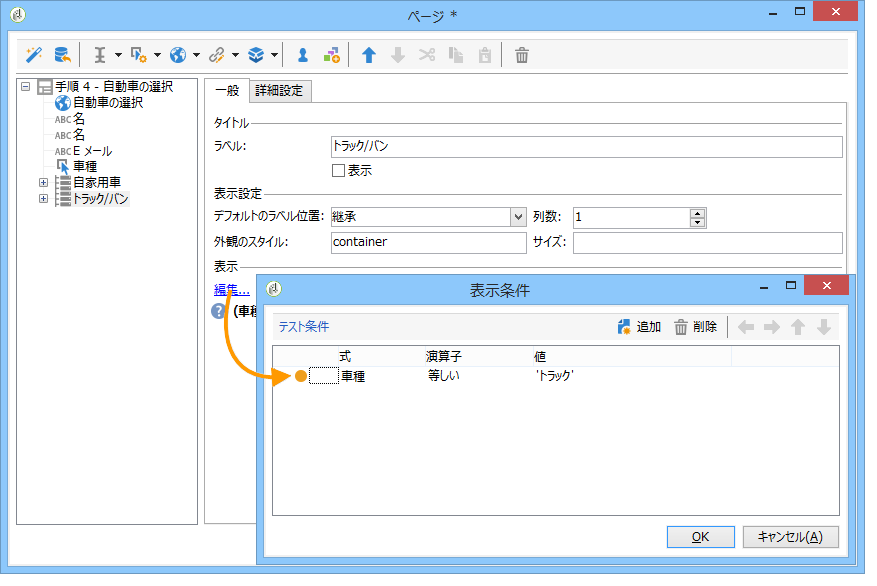 ページ *
手順 4 - 自動車の選択
自動車の選択
ABC 名
ABC 名
ABC E メール
車種
自家用車
トラック/バン
一般 詳細設定
タイトル
ラベル: トラック/バン
表示
表示設定
デフォルトのラベル位置: 継承 列数: 1
外観のスタイル: container サイズ:
表示
編集...
(車種
表示条件
テスト条件 追加 削除
式 演算子 値
車種 等しい 'トラック'
OK キャンセル(A)